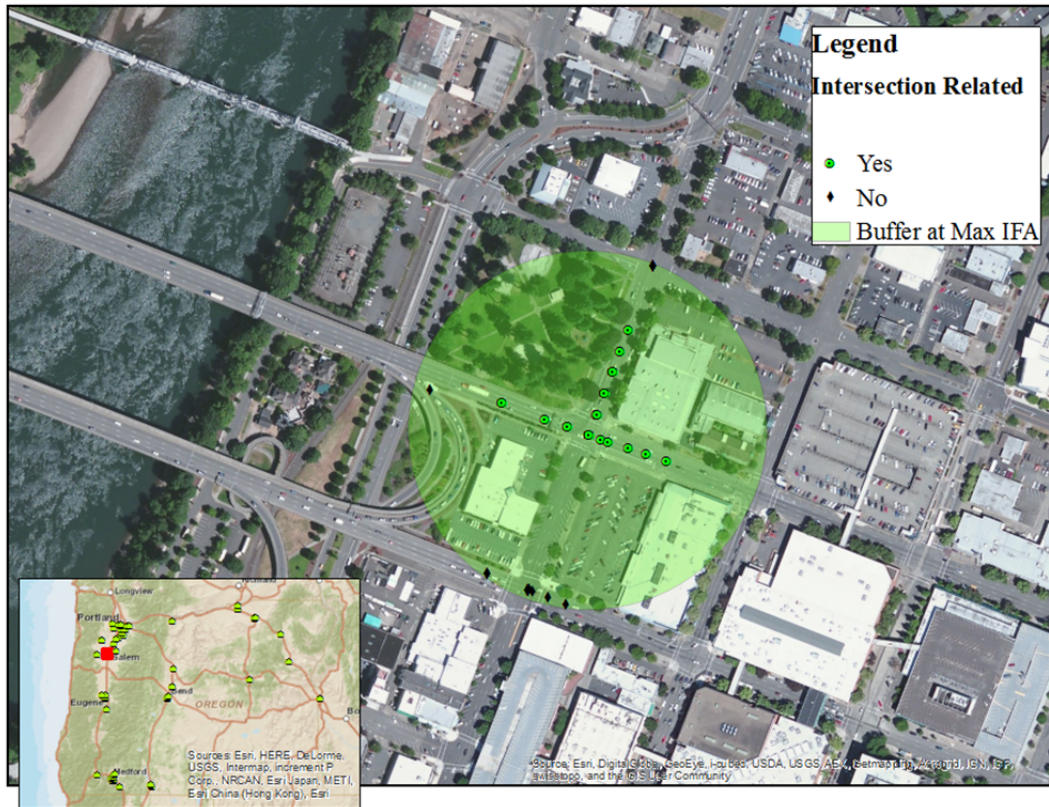 Legend
Intersection Related
Yes
No
Buffer at Max IFA
Longview
Richland
Portland
Salem
Bend
Eugene
OREGON
Medford
Sources: Esri, HERE, DeLorme,
USGS, Intermap, increment P
Corp., NRCAN, Esri Japan, METI,
Esri China (Hong Kong), Esri
Source: Esri, DigitalGlobe, GeoEye, i-cubed, USDA, USGS, AEX, Getmapping, Aerogrid, IGN, IGP,
swisstopo, and the GIS User Community